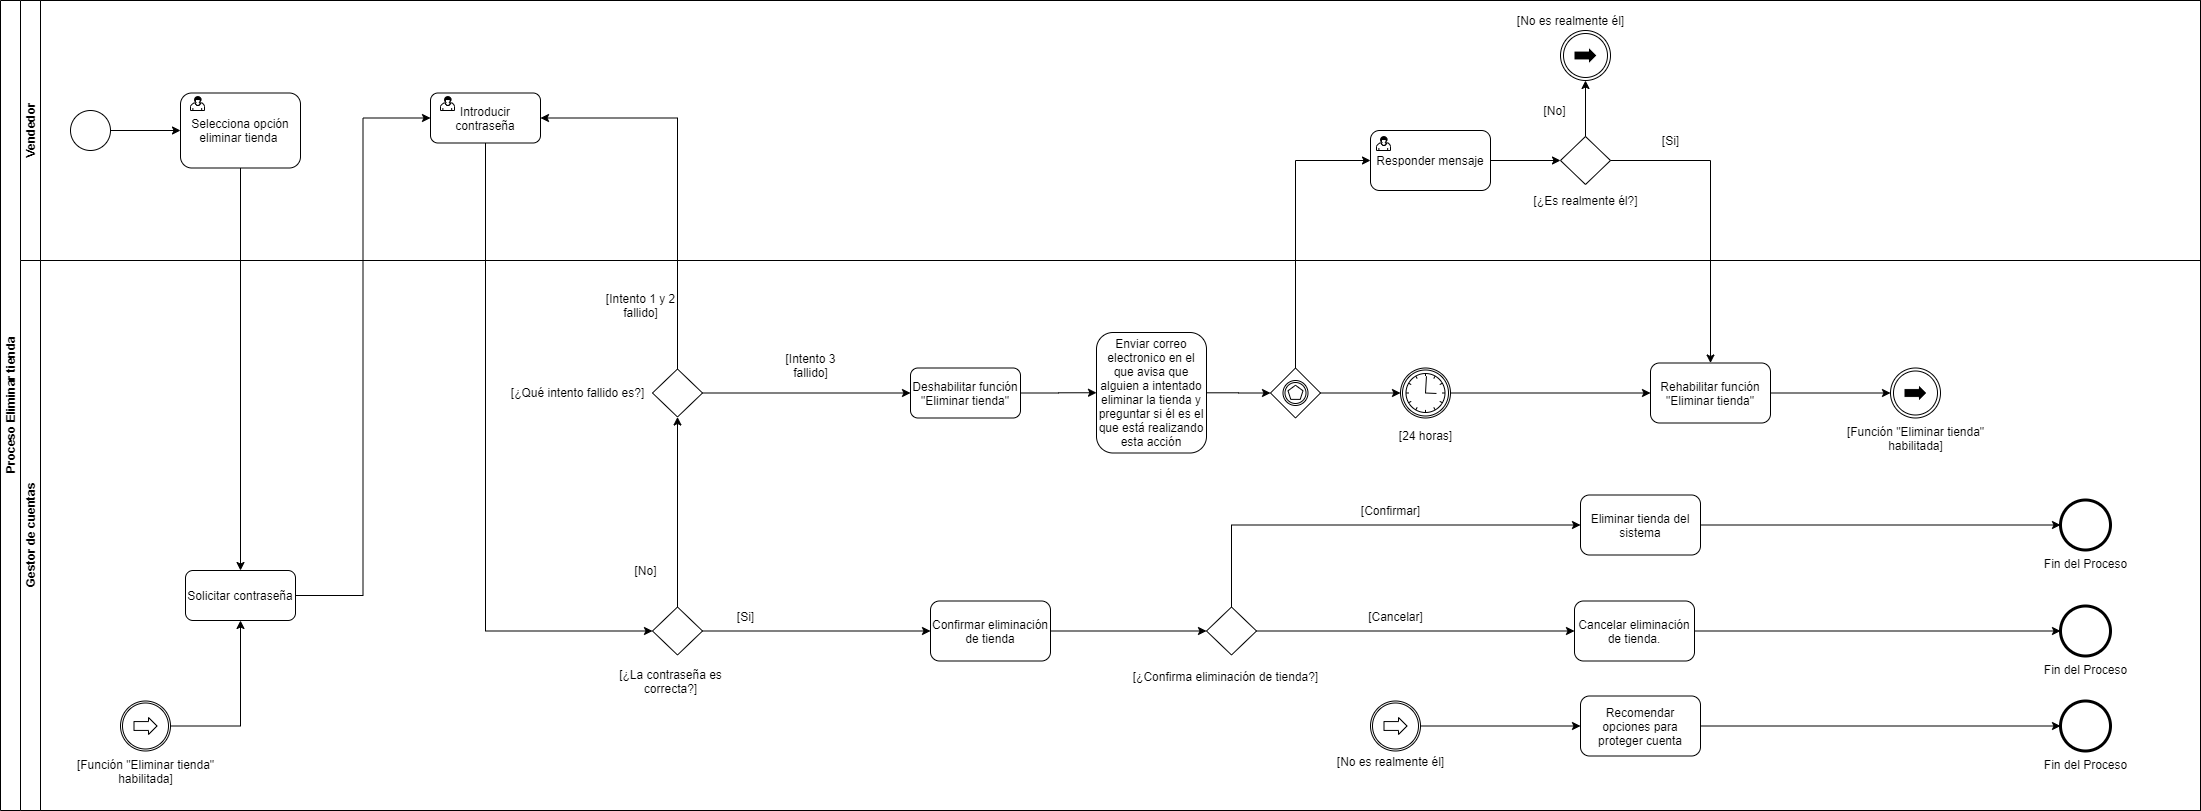 Proceso Eliminar tienda
Vendedor
Selecciona opción
eliminar tienda
Introducir
contraseña
[No es realmente él]
[No]
[Si]
Responder mensaje
[¿Es realmente él?]
Gestor de cuentas
[Intento 1 y 2
fallido]
[¿Qué intento fallido es?]
[Intento 3
fallido]
Deshabilitar función
"Eliminar tienda"
Enviar correo
electronico en el
que avisa que
alguien a intentado
eliminar la tienda y
preguntar si él es el
que está realizando
esta acción
[24 horas]
Rehabilitar función
"Eliminar tienda"
[Función "Eliminar tienda"
habilitada]
Solicitar contraseña
[No]
[Si]
[¿La contraseña es
correcta?]
Confirmar eliminación
de tienda
[¿Confirma eliminación de tienda?]
[Confirmar]
Eliminar tienda del
sistema
Fin del Proceso
[Cancelar]
Cancelar eliminación
de tienda.
Fin del Proceso
[Función "Eliminar tienda"
habilitada]
[No es realmente él]
Recomendar
opciones para
proteger cuenta
Fin del Proceso